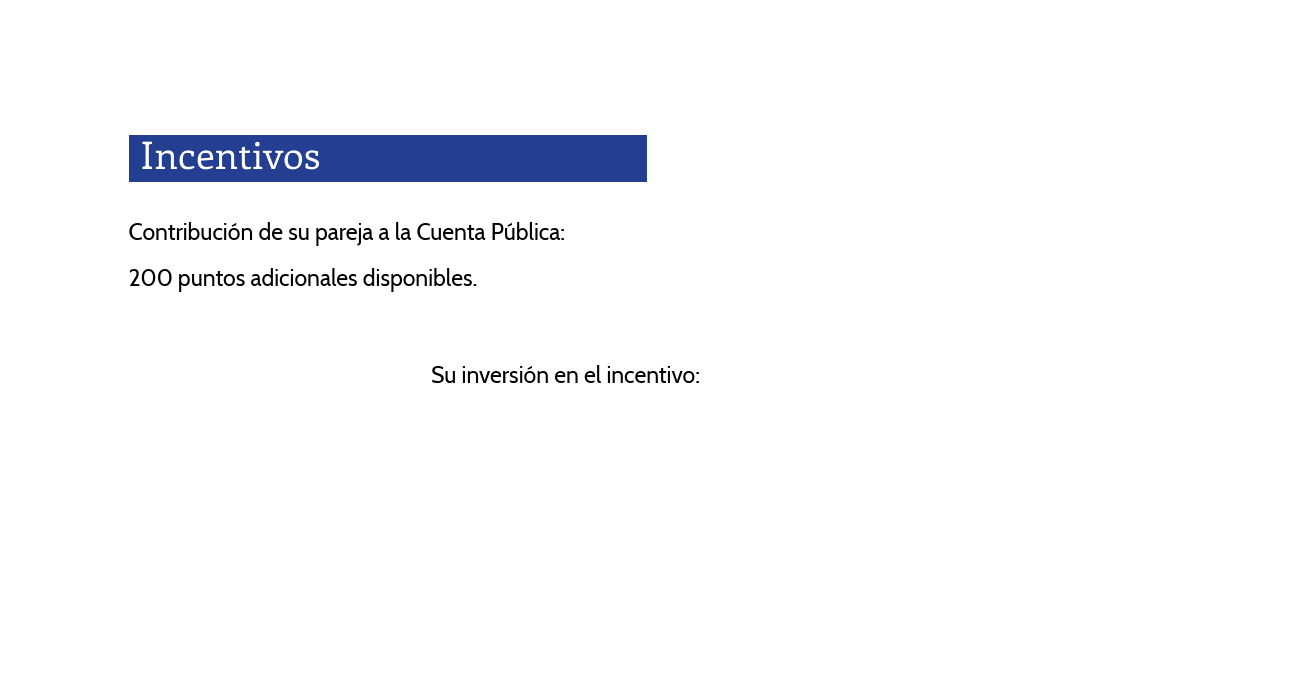 Incentivos
Contribución de su pareja a la Cuenta Pública:
200 puntos adicionales disponibles.
Su inversión en el incentivo: